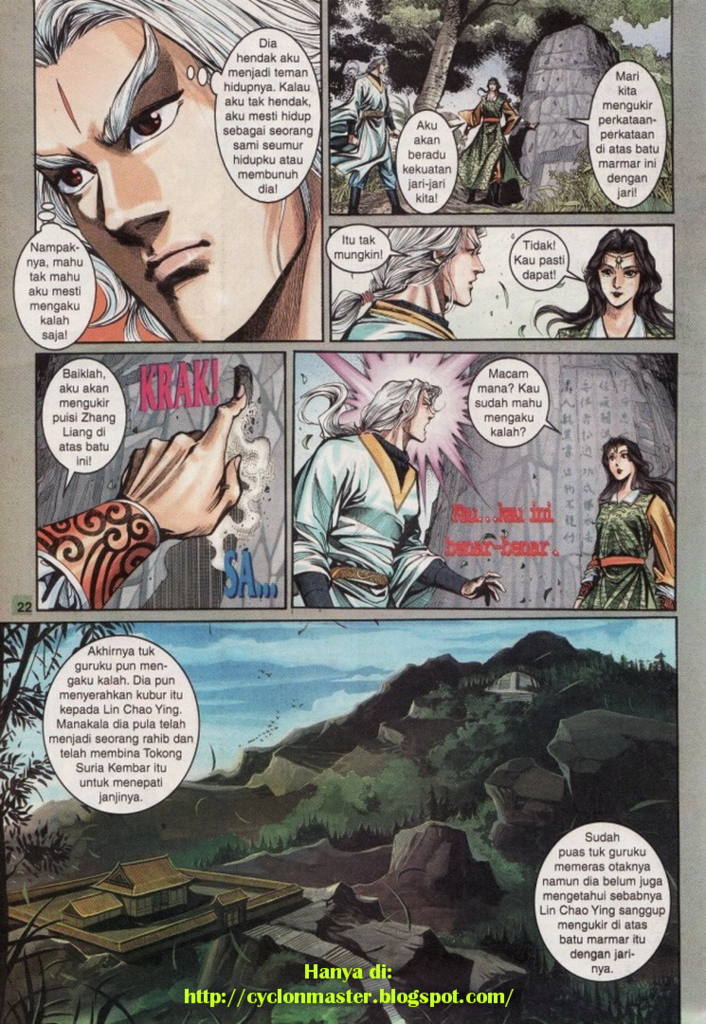 Dia
hendak aku
menjadi teman
hidupnya. Kalau
aku tak hendak,
aku mesti hidup
sebagai seorang
sami seumur
hidupku atau
membunuh
dia!
Nampak-
nya, mahu
tak mahu
aku mesti
mengaku
kalah
saja!
Aku
akan
beradu
kekuatan
jari-jari
kita!
Mari
kita
mengukir
perkataan-
perkataan
di atas batu
marmar ini
dengan
jari!
Itu tak
mungkin!
Tidak!
Kau pasti
dapat!
Baiklah,
aku akan
mengukir
puisi Zhang
Liang di
atas batu
ini!
KRAK!
SA...
Macam
mana? Kau
sudah mahu
mengaku
kalah?
Kau...kau ini
benar-benar.
22
Akhirnya tuk
guruku pun men-
gaku kalah. Dia pun
menyerahkan kubur itu
kepada Lin Chao Ying.
Manakala dia pula telah
menjadi seorang rahib dan
telah membina Tokong
Suria Kembar itu
untuk menepati
janjinya.
Sudah
puas tuk guruku
memeras otaknya
namun dia belum juga
mengetahui sebabnya
Lin Chao Ying sanggup
mengukir di atas
batu marmar itu
dengan jari-
nya.
Hanya di:
http://cyclonmaster.blogspot.com/